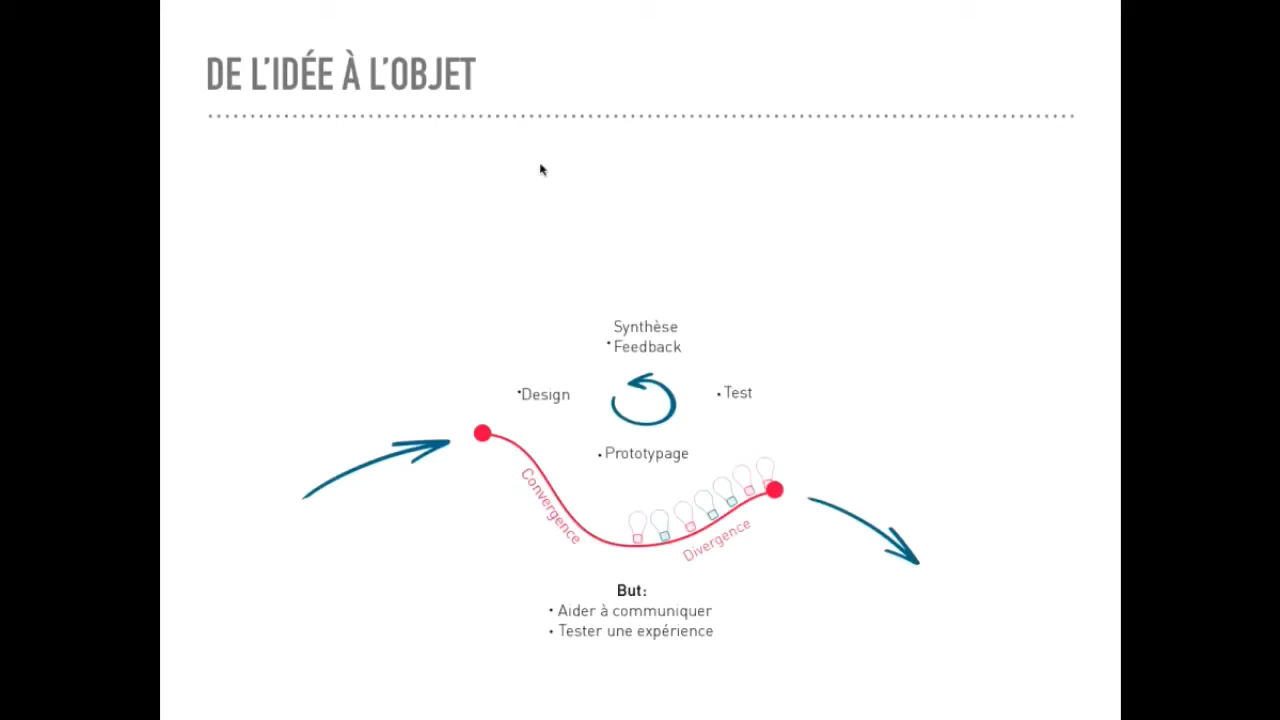 DE L'IDÉE À L'OBJET
Synthèse
• Feedback
• Design
• Test
• Prototypage
Convergence
Divergence
But:
• Aider à communiquer
• Tester une expérience